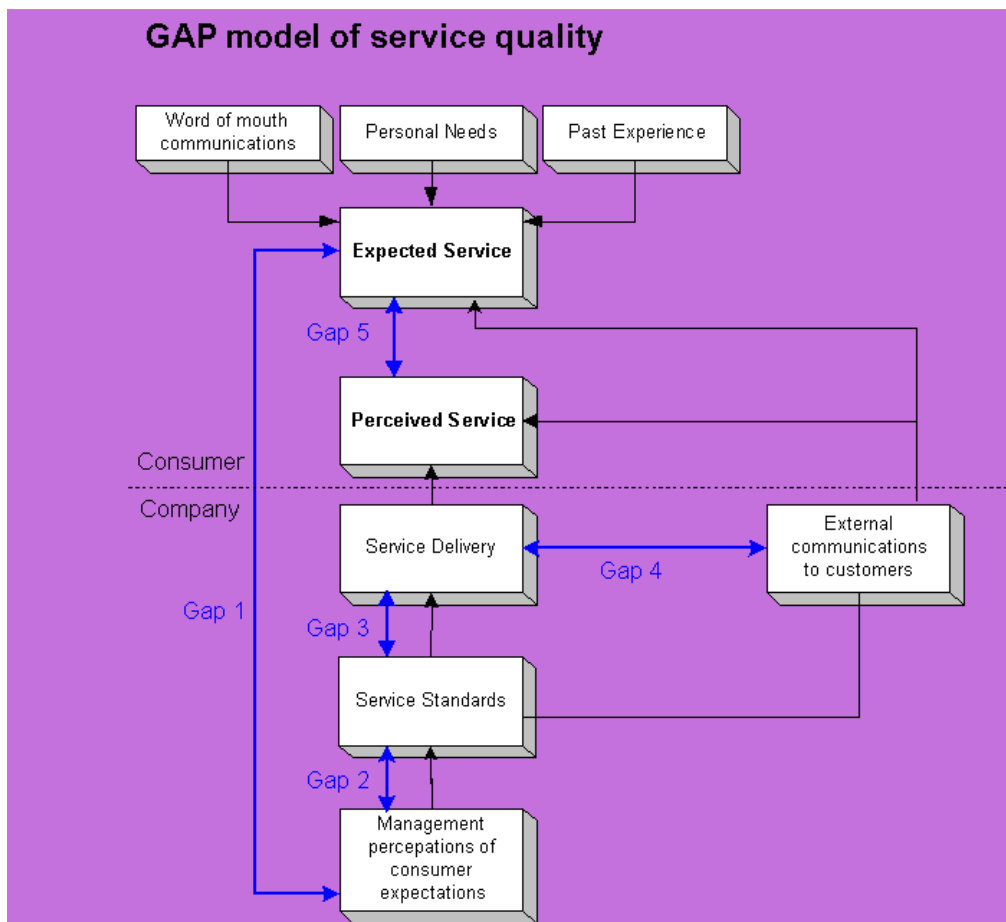 GAP model of service quality
Word of mouth
communications
Personal Needs
Past Experience
Expected Service
Gap 5
Perceived Service
Consumer
Company
Service Delivery
External
communications
to customers
Gap 4
Gap 1
Gap 3
Service Standards
Gap 2
Management
percepations of
consumer
expectations